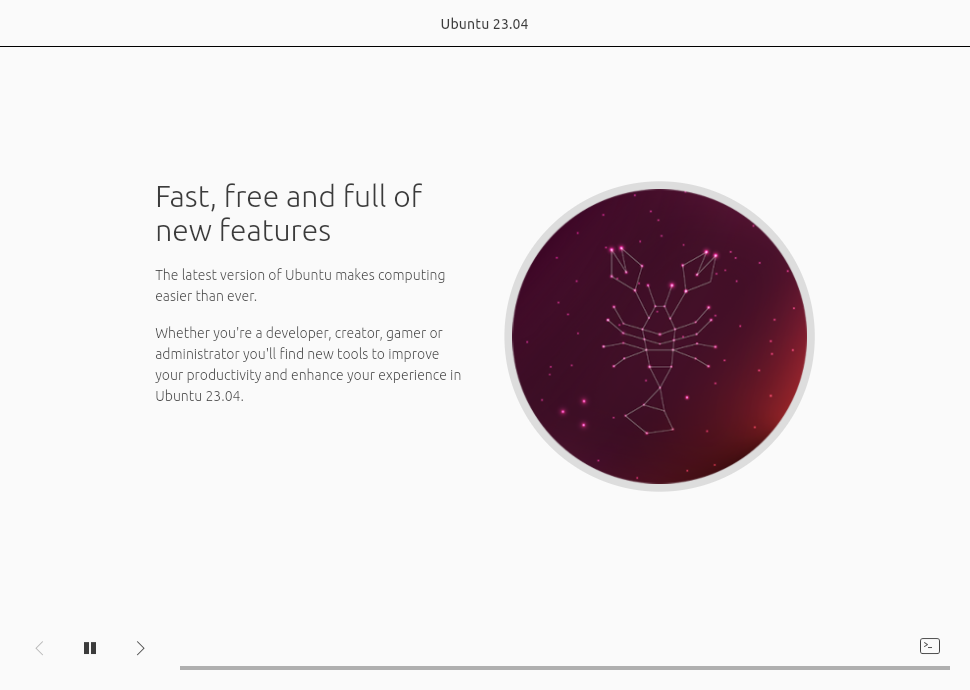 Ubuntu 23.04
Fast, free and full of
new features
The latest version of Ubuntu makes computing
easier than ever.
Whether you're a developer, creator, gamer or
administrator you'll find new tools to improve
your productivity and enhance your experience in
Ubuntu 23.04.